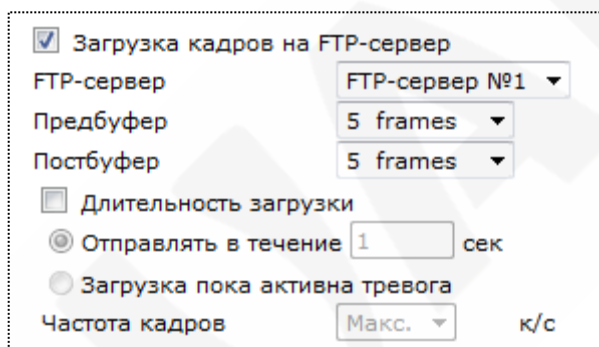 Загрузка кадров на FTP-сервер
FTP-сервер FTP-сервер №1
Предбуфер 5 frames
Постбуфер 5 frames
Длительность загрузки
Отправлять в течение 1 сек
Загрузка пока активна тревога
Частота кадров Макс. к/с